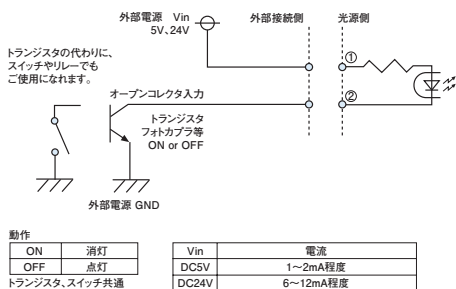 外部電源 Vin
5V、24V
外部接続側
光源側
トランジスタの代わりに、
スイッチやリレーでも
ご使用になれます。
①
オープンコレクタ入力
②
トランジスタ
フォトカプラ等
ON or OFF
外部電源 GND
動作
ON 消灯
OFF 点灯
トランジスタ、スイッチ共通
Vin 電流
DC5V 1～2mA程度
DC24V 6～12mA程度